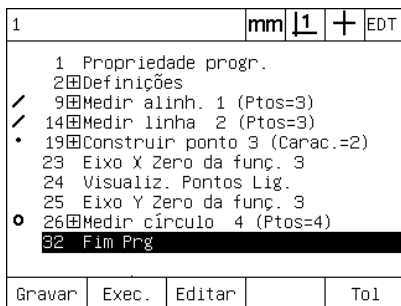 1 mm 1 EDT
1 Propriedade progr.
2 Definições
9 Medir alinh. 1 (Ptos=3)
14 Medir linha 2 (Ptos=3)
19 Construir ponto 3 (Carac.=2)
23 Eixo X Zero da funç. 3
24 Visualiz. Pontos Lig.
25 Eixo Y Zero da funç. 3
26 Medir círculo 4 (Ptos=4)
32 Fim Prg
Gravar Exec. Editar Tol